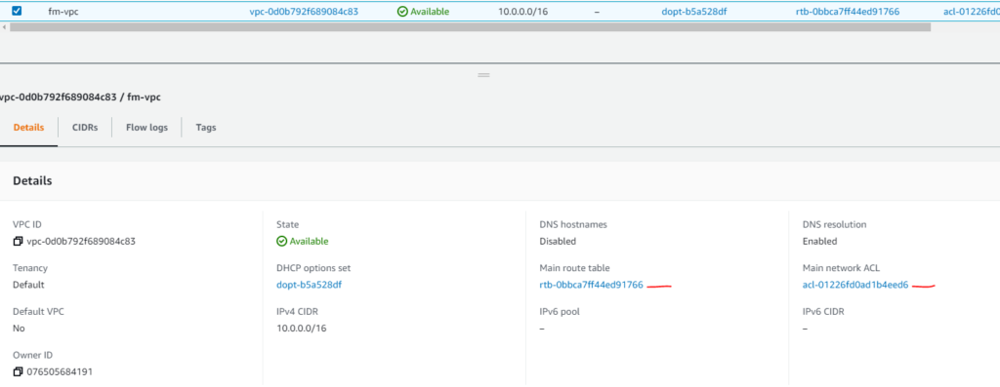 fm-vpc vpc-0d0b792f689084c83 Available 10.0.0.0/16 – dopt-b5a528df rtb-0bbca7ff44ed91766 acl-01226fd0
vpc-0d0b792f689084c83 / fm-vpc
Details CIDRs Flow logs Tags
Details
VPC ID State DNS hostnames DNS resolution
vpc-0d0b792f689084c83 Available Disabled Enabled
Tenancy DHCP options set Main route table Main network ACL
Default dopt-b5a528df rtb-0bbca7ff44ed91766 acl-01226fd0ad1b4eed6
Default VPC IPv4 CIDR IPv6 pool IPv6 CIDR
No 10.0.0.0/16 – –
Owner ID
076505684191